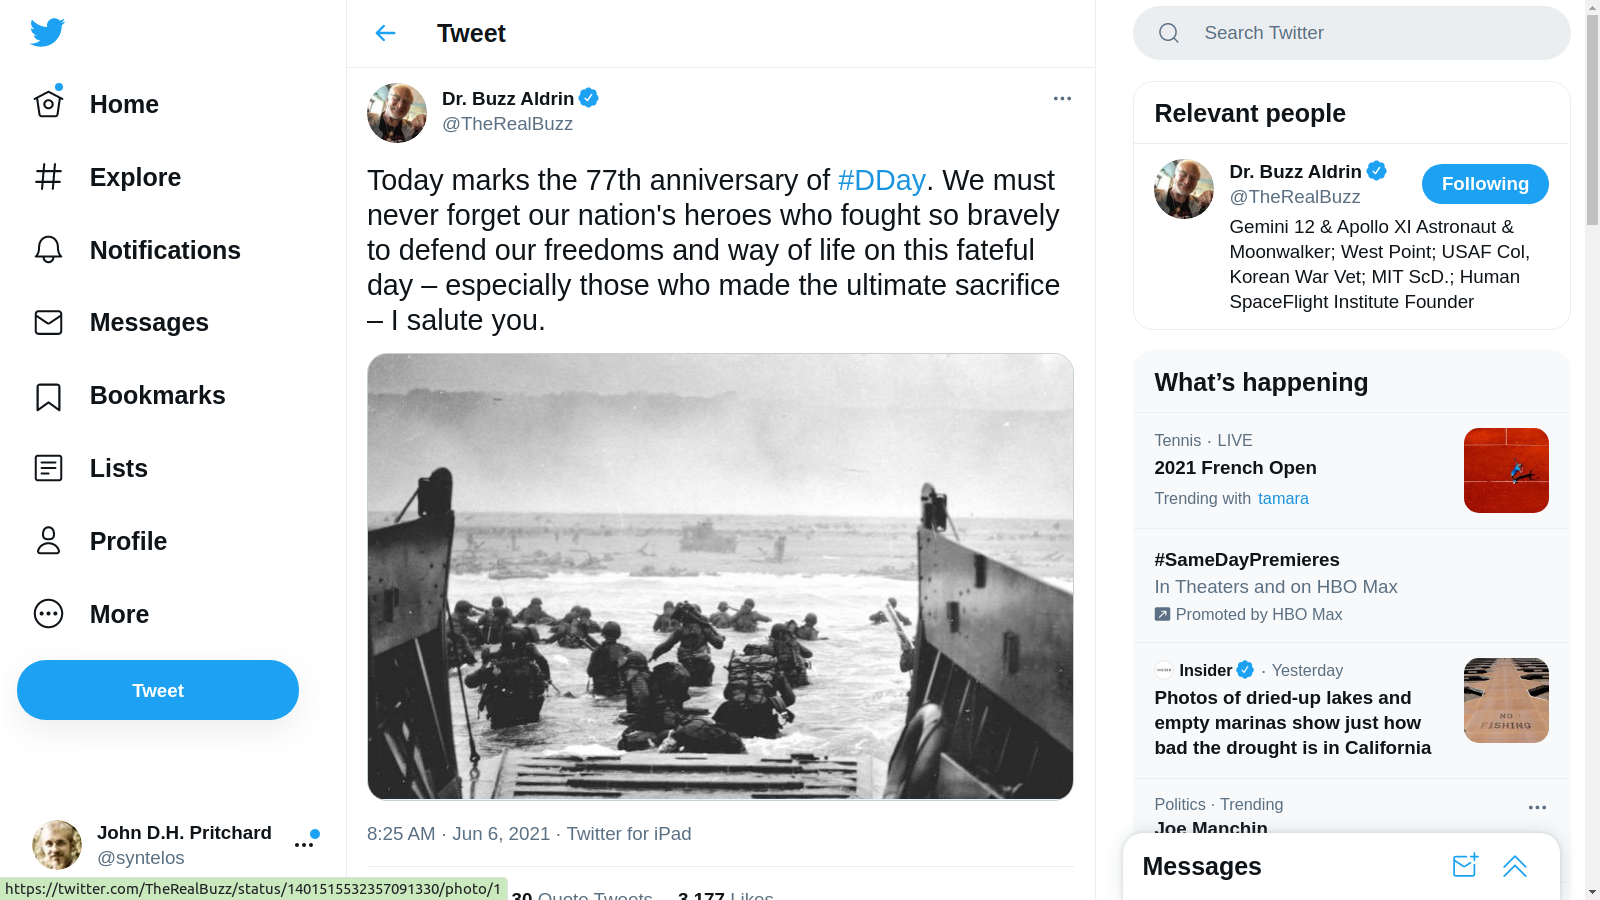 Home
Explore
Notifications
Messages
Bookmarks
Lists
Profile
More
Tweet
John D.H. Pritchard
@syntelos
https://twitter.com/TheRealBuzz/status/1401515532357091330/photo/1
Tweet
Dr. Buzz Aldrin
@TheRealBuzz
Today marks the 77th anniversary of #DDay. We must
never forget our nation's heroes who fought so bravely
to defend our freedoms and way of life on this fateful
day – especially those who made the ultimate sacrifice
– I salute you.
8:25 AM · Jun 6, 2021 · Twitter for iPad
30 Quote Tweets 3,177 Likes
Search Twitter
Relevant people
Dr. Buzz Aldrin
@TheRealBuzz
Following
Gemini 12 & Apollo XI Astronaut &
Moonwalker; West Point; USAF Col,
Korean War Vet; MIT ScD.; Human
SpaceFlight Institute Founder
What’s happening
Tennis · LIVE
2021 French Open
Trending with tamara
#SameDayPremieres
In Theaters and on HBO Max
Promoted by HBO Max
Insider · Yesterday
Photos of dried-up lakes and
empty marinas show just how
bad the drought is in California
NO
FISHING
Politics · Trending
Joe Manchin
Messages